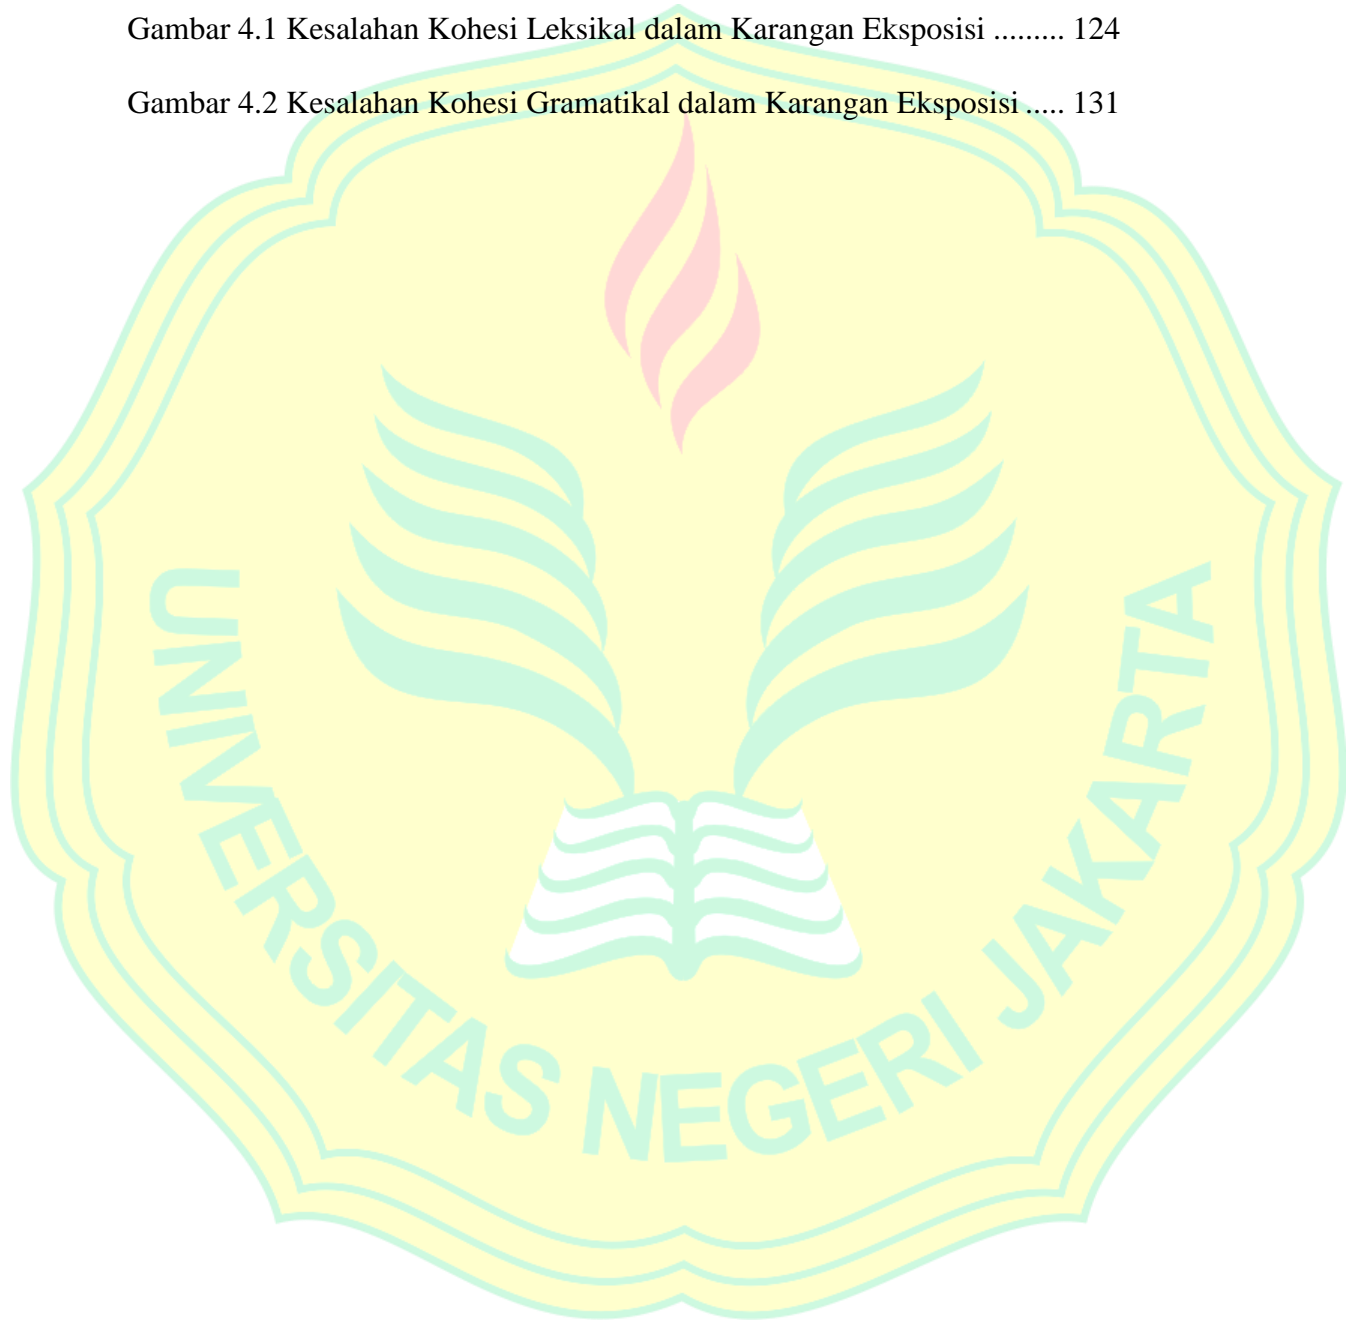 Gambar 4.1 Kesalahan Kohesi Leksikal dalam Karangan Eksposisi ......... 124
Gambar 4.2 Kesalahan Kohesi Gramatikal dalam Karangan Eksposisi ..... 131
UNIVERSITAS NEGERI JAKARTA